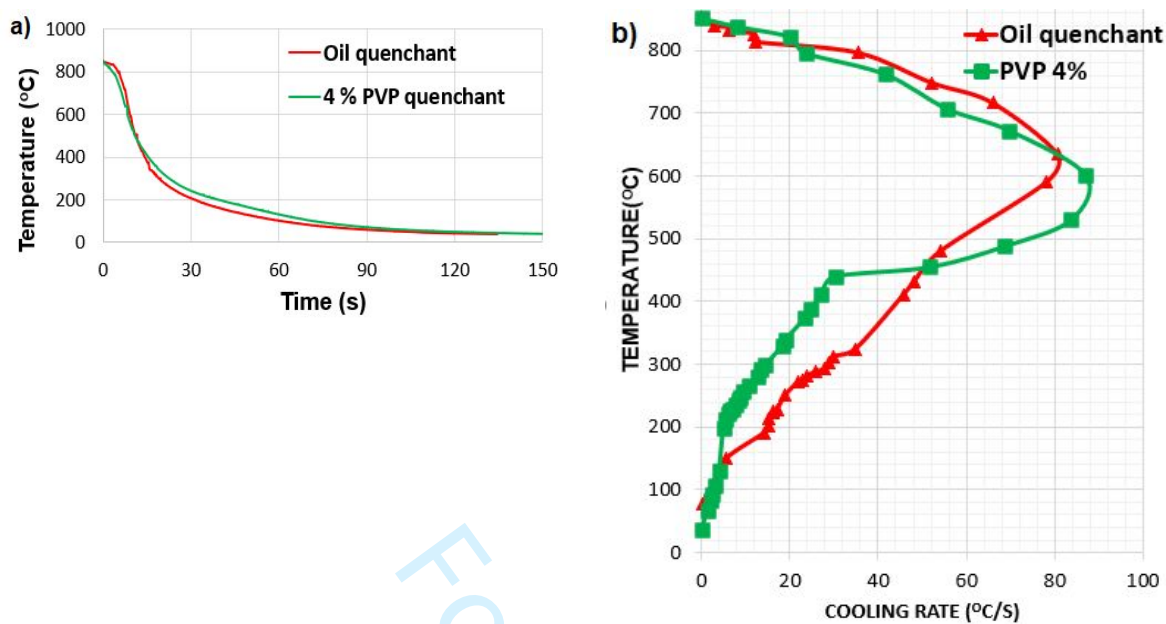 a)
1000
800
600
400
200
0
Temperature (°C)
Oil quenchant
4 % PVP quenchant
0 30 60 90 120 150
Time (s)
b)
800
700
600
500
400
300
200
100
0
TEMPERATURE(°C)
Oil quenchant
PVP 4%
0 20 40 60 80 100
COOLING RATE (°C/S)
Fo